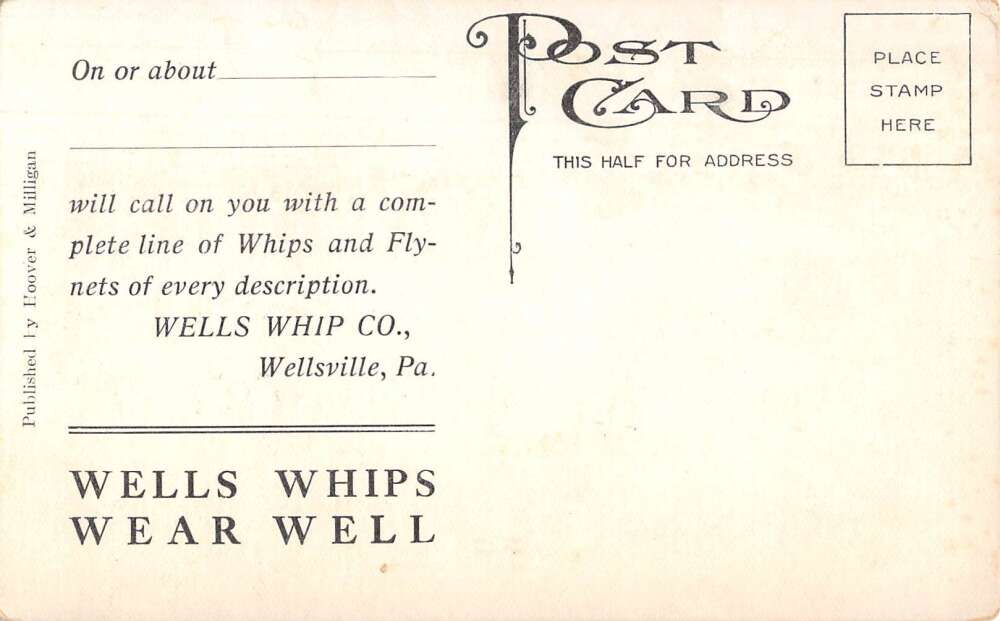 On or about
will call on you with a com-
plete line of Whips and Fly-
nets of every description.
WELLS WHIP CO.,
Wellsville, Pa.
WELLS WHIPS
WEAR WELL
Published by Hoover & Milligan
POST
CARD
THIS HALF FOR ADDRESS
PLACE
STAMP
HERE